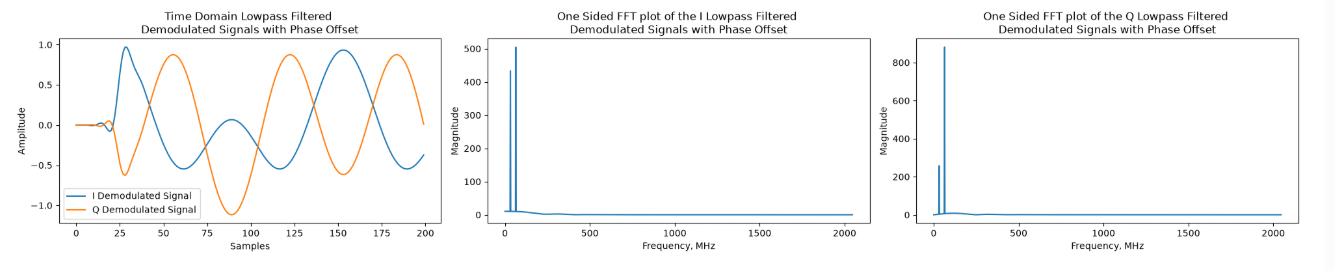 Time Domain Lowpass Filtered
Demodulated Signals with Phase Offset
1.0
0.5
0.0
−0.5
−1.0
Amplitude
I Demodulated Signal
Q Demodulated Signal
0 25 50 75 100 125 150 175 200
Samples
One Sided FFT plot of the I Lowpass Filtered
Demodulated Signals with Phase Offset
500
400
300
200
100
0
Magnitude
0 500 1000 1500 2000
Frequency, MHz
One Sided FFT plot of the Q Lowpass Filtered
Demodulated Signals with Phase Offset
800
600
400
200
0
Magnitude
0 500 1000 1500 2000
Frequency, MHz